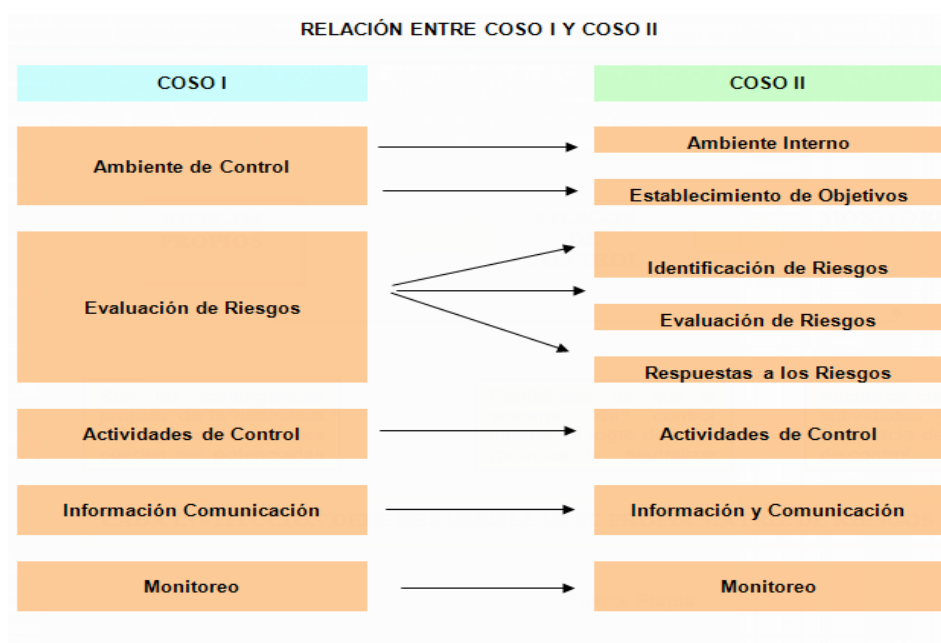 RELACIÓN ENTRE COSO I Y COSO II
COSO I
COSO II
Ambiente de Control
Ambiente Interno
Establecimiento de Objetivos
Evaluación de Riesgos
Identificación de Riesgos
Evaluación de Riesgos
Respuestas a los Riesgos
Actividades de Control
Actividades de Control
Información Comunicación
Información y Comunicación
Monitoreo
Monitoreo